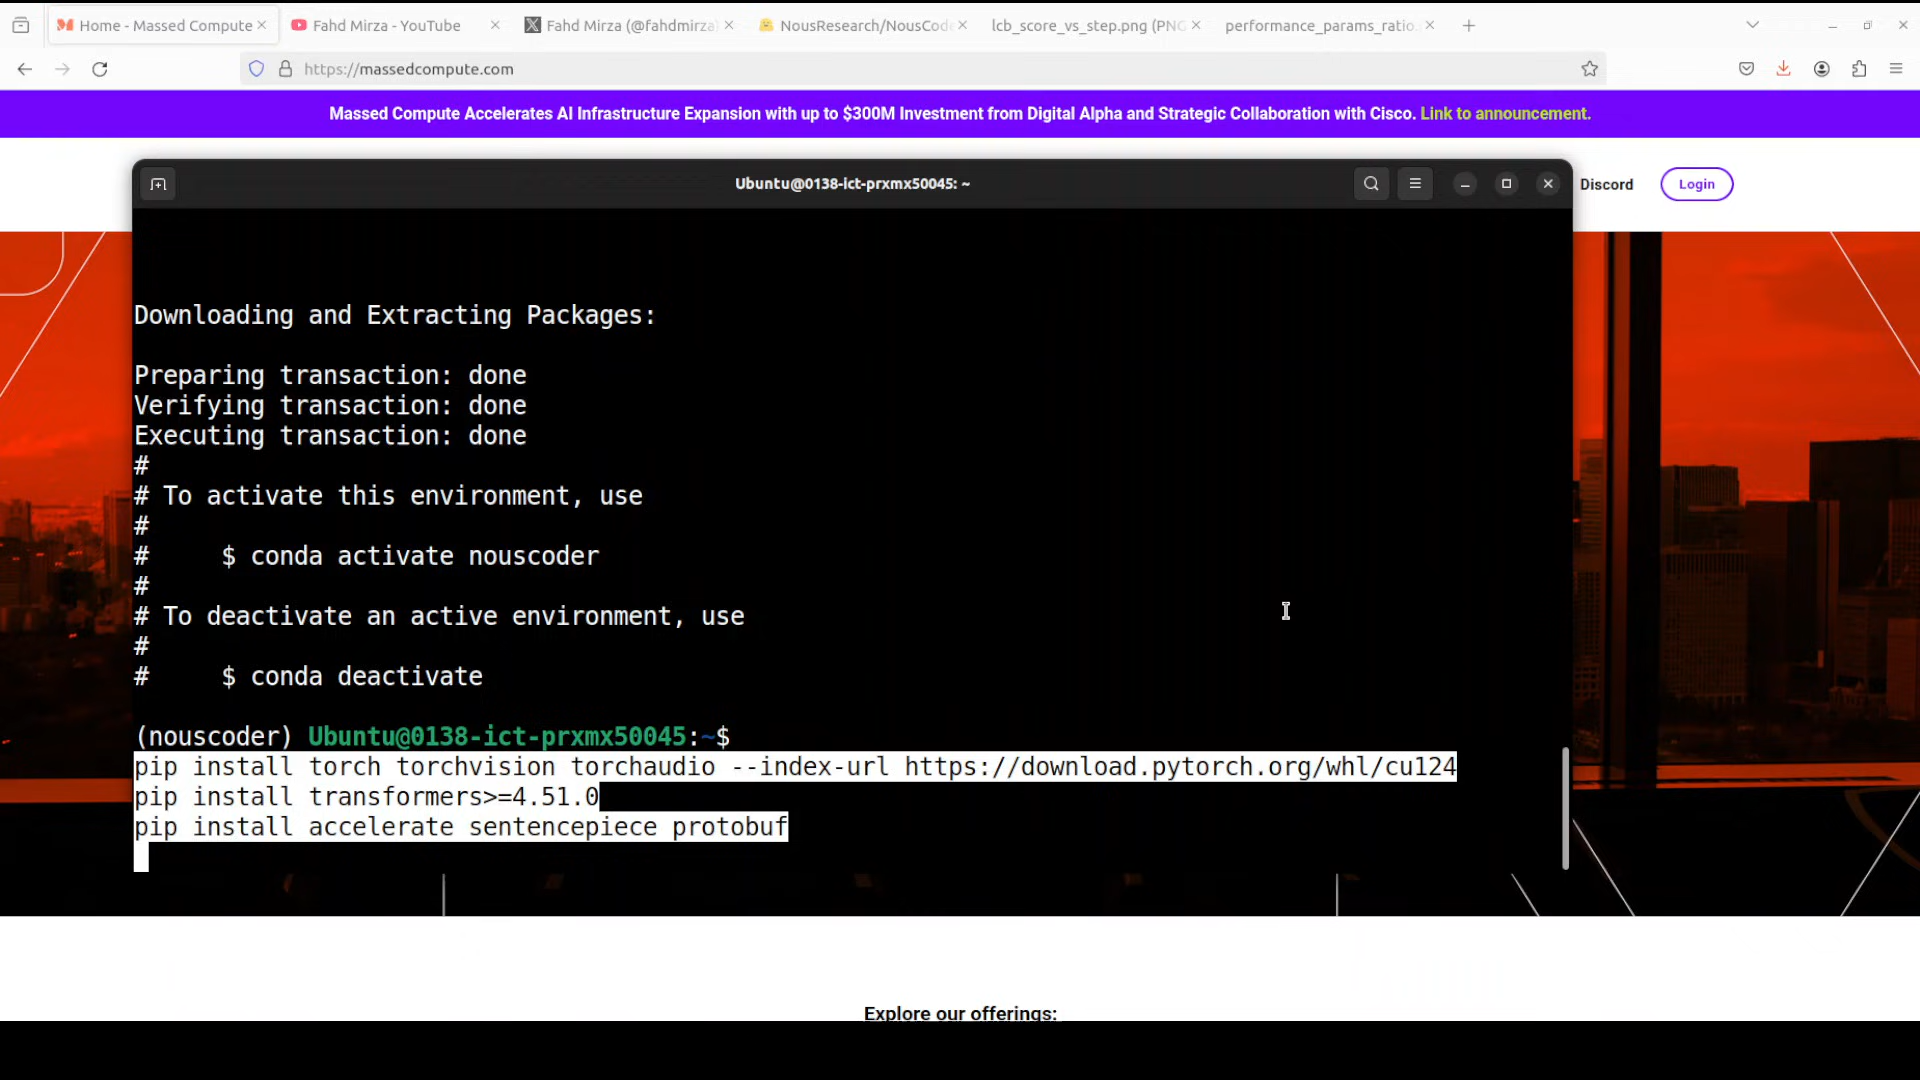 Home - Massed Compute
Fahd Mirza - YouTube
Fahd Mirza (@fahdmirza)
NousResearch/NousCod
lcb_score_vs_step.png (PNG
performance_params_ratio.
https://massedcompute.com
Massed Compute Accelerates AI Infrastructure Expansion with up to $300M Investment from Digital Alpha and Strategic Collaboration with Cisco. Link to announcement.
Ubuntu@0138-ict-prxmx50045: ~
Discord
Login
Downloading and Extracting Packages:
Preparing transaction: done
Verifying transaction: done
Executing transaction: done
#
# To activate this environment, use
#
#     $ conda activate nouscoder
#
# To deactivate an active environment, use
#
#     $ conda deactivate
(nouscoder) Ubuntu@0138-ict-prxmx50045:~$
pip install torch torchvision torchaudio --index-url https://download.pytorch.org/whl/cu124
pip install transformers>=4.51.0
pip install accelerate sentencepiece protobuf
Explore our offerings: